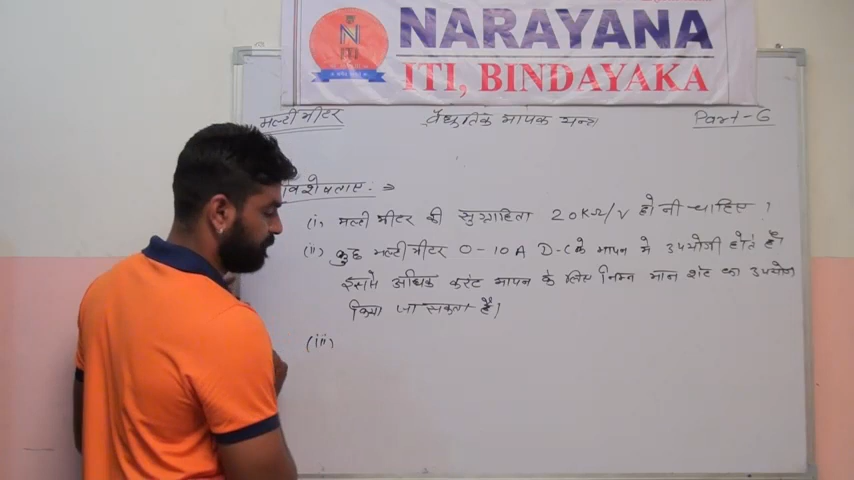 NARAYANA
N
ITI
ITI, BINDAYAKA
मल्टीमीटर वैधुतिक मापक यन्त्र Part-6
विशेषताए : ⇒
(i) मल्टीमीटर की सुग्राहिता 20KΩ/V होनी चाहिए ?
(ii) कुछ मल्टीमीटर 0-10A D-C के मापन मे उपयोगी होते है।
इससे अधिक करंट मापन के लिए निम्न मान शंट का उपयोग
किया जा सकता है।
(iii)